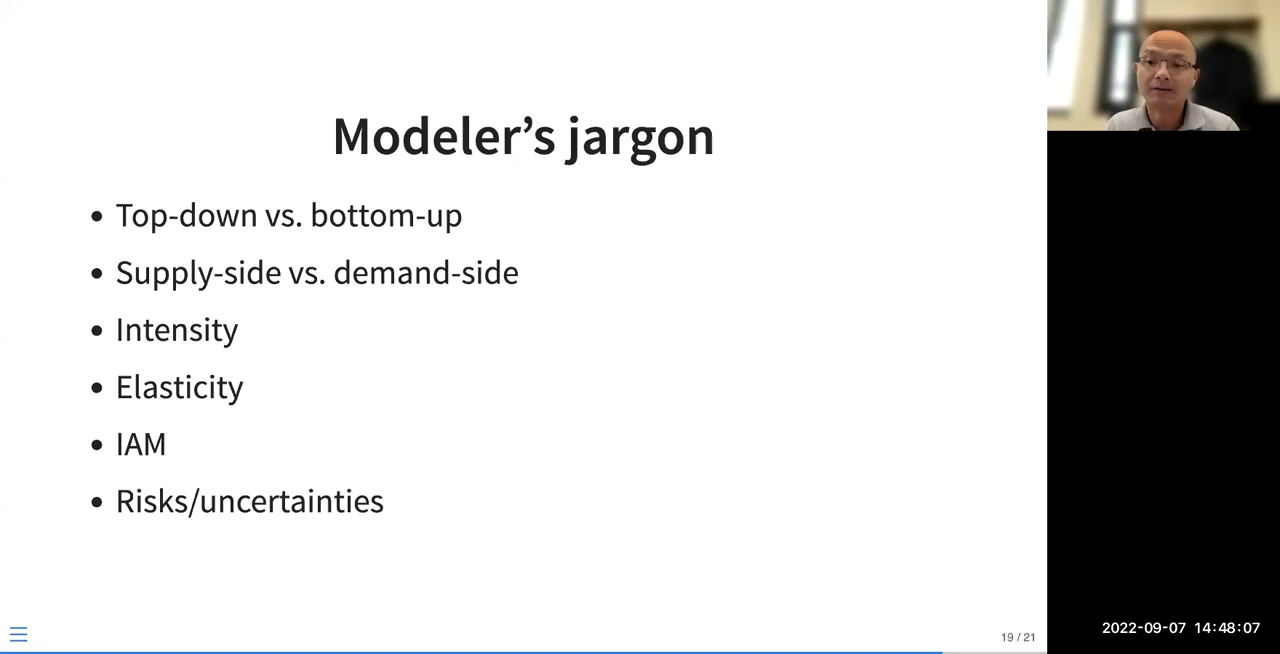 Modeler’s jargon
Top-down vs. bottom-up
Supply-side vs. demand-side
Intensity
Elasticity
IAM
Risks/uncertainties
19 / 21
2022-09-07 14:48:07